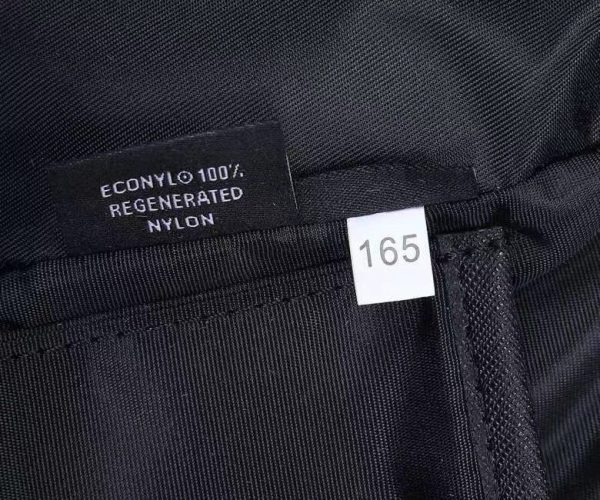 ECONYL® 100%
REGENERATED
NYLON
165